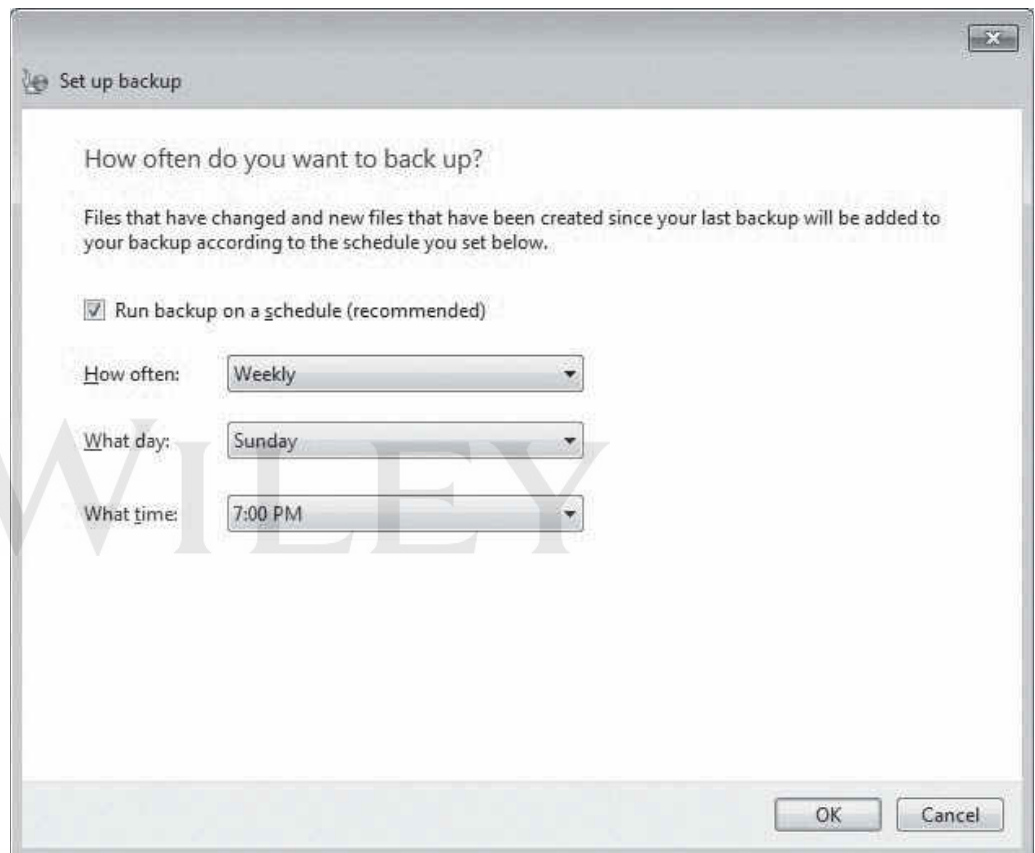 Set up backup
How often do you want to back up?
Files that have changed and new files that have been created since your last backup will be added to
your backup according to the schedule you set below.
Run backup on a schedule (recommended)
How often: Weekly
What day: Sunday
What time: 7:00 PM
WILEY
OK Cancel